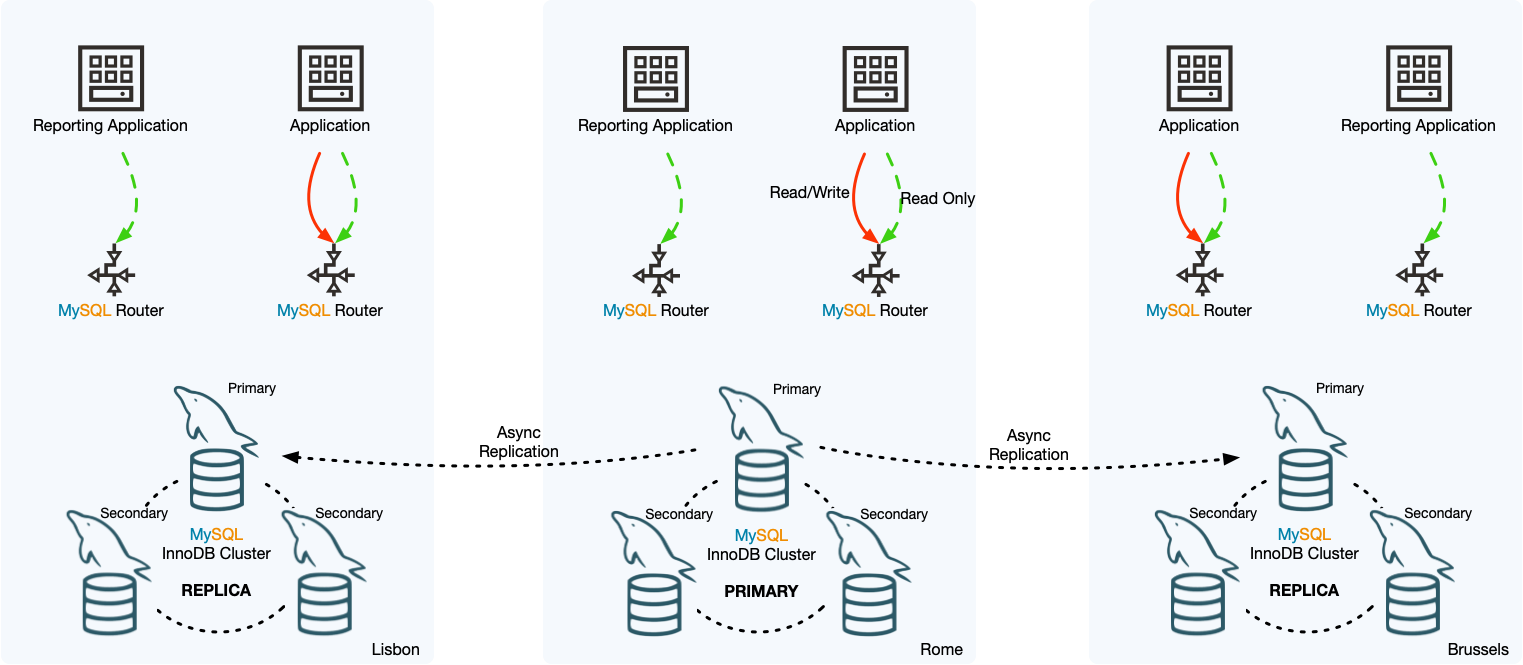 Reporting Application
Application
Reporting Application
Application
Application
Reporting Application
Read/Write
Read Only
MySQL Router
MySQL Router
MySQL Router
MySQL Router
MySQL Router
MySQL Router
Primary
Primary
Primary
Async
Replication
Async
Replication
Secondary
Secondary
Secondary
Secondary
Secondary
Secondary
MySQL
InnoDB Cluster
REPLICA
MySQL
InnoDB Cluster
PRIMARY
MySQL
InnoDB Cluster
REPLICA
Lisbon
Rome
Brussels